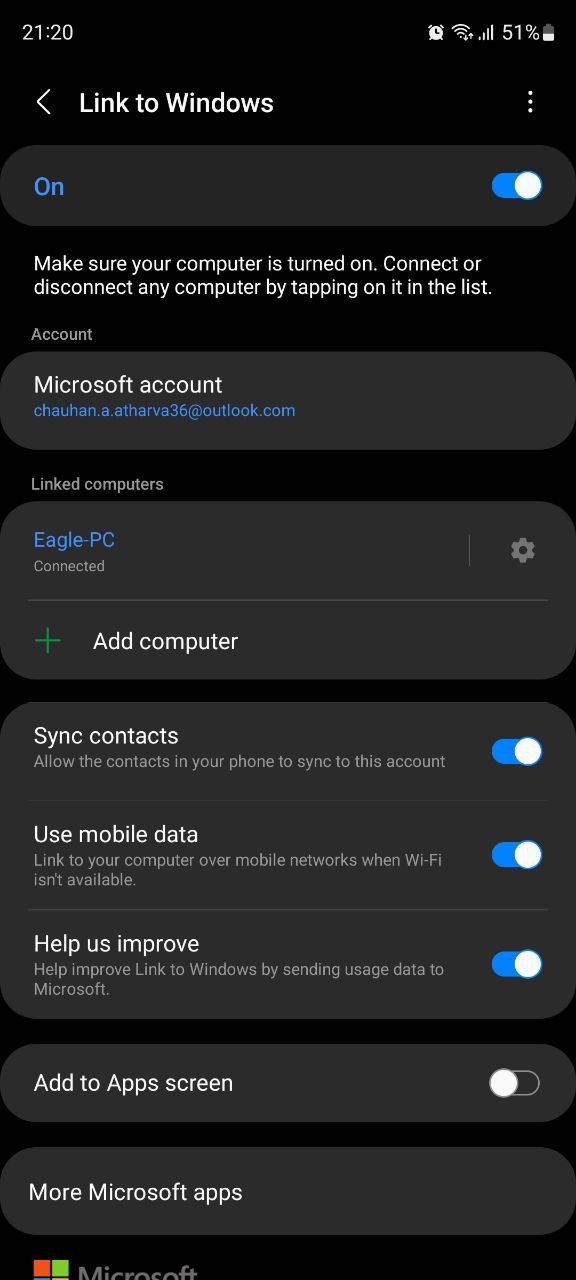 21:20
51%
Link to Windows
On
Make sure your computer is turned on. Connect or
disconnect any computer by tapping on it in the list.
Account
Microsoft account
chauhan.a.atharva36@outlook.com
Linked computers
Eagle-PC
Connected
Add computer
Sync contacts
Allow the contacts in your phone to sync to this account
Use mobile data
Link to your computer over mobile networks when Wi-Fi
isn't available.
Help us improve
Help improve Link to Windows by sending usage data to
Microsoft.
Add to Apps screen
More Microsoft apps
Microsoft